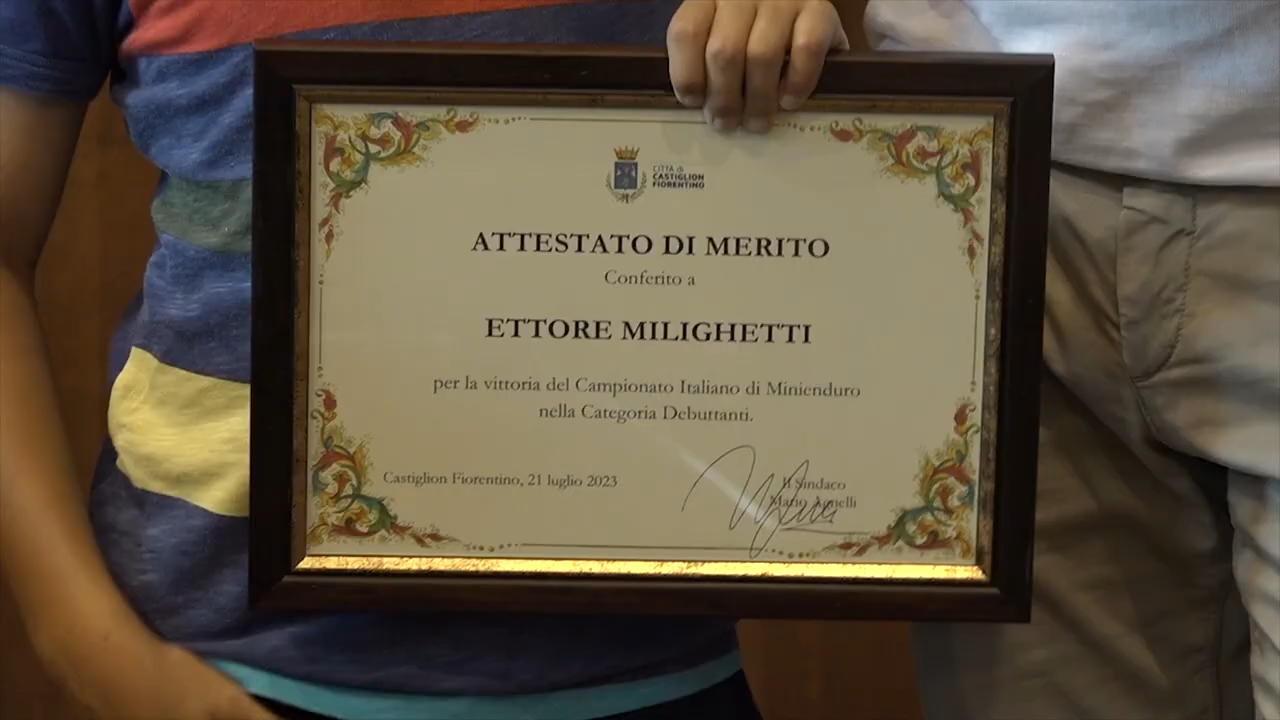 CITTÀ di
CASTIGLION
FIORENTINO
ATTESTATO DI MERITO
Conferito a
ETTORE MILIGHETTI
per la vittoria del Campionato Italiano di Minienduro
nella Categoria Debuttanti.
Castiglion Fiorentino, 21 luglio 2023
Il Sindaco
Mario Agnelli